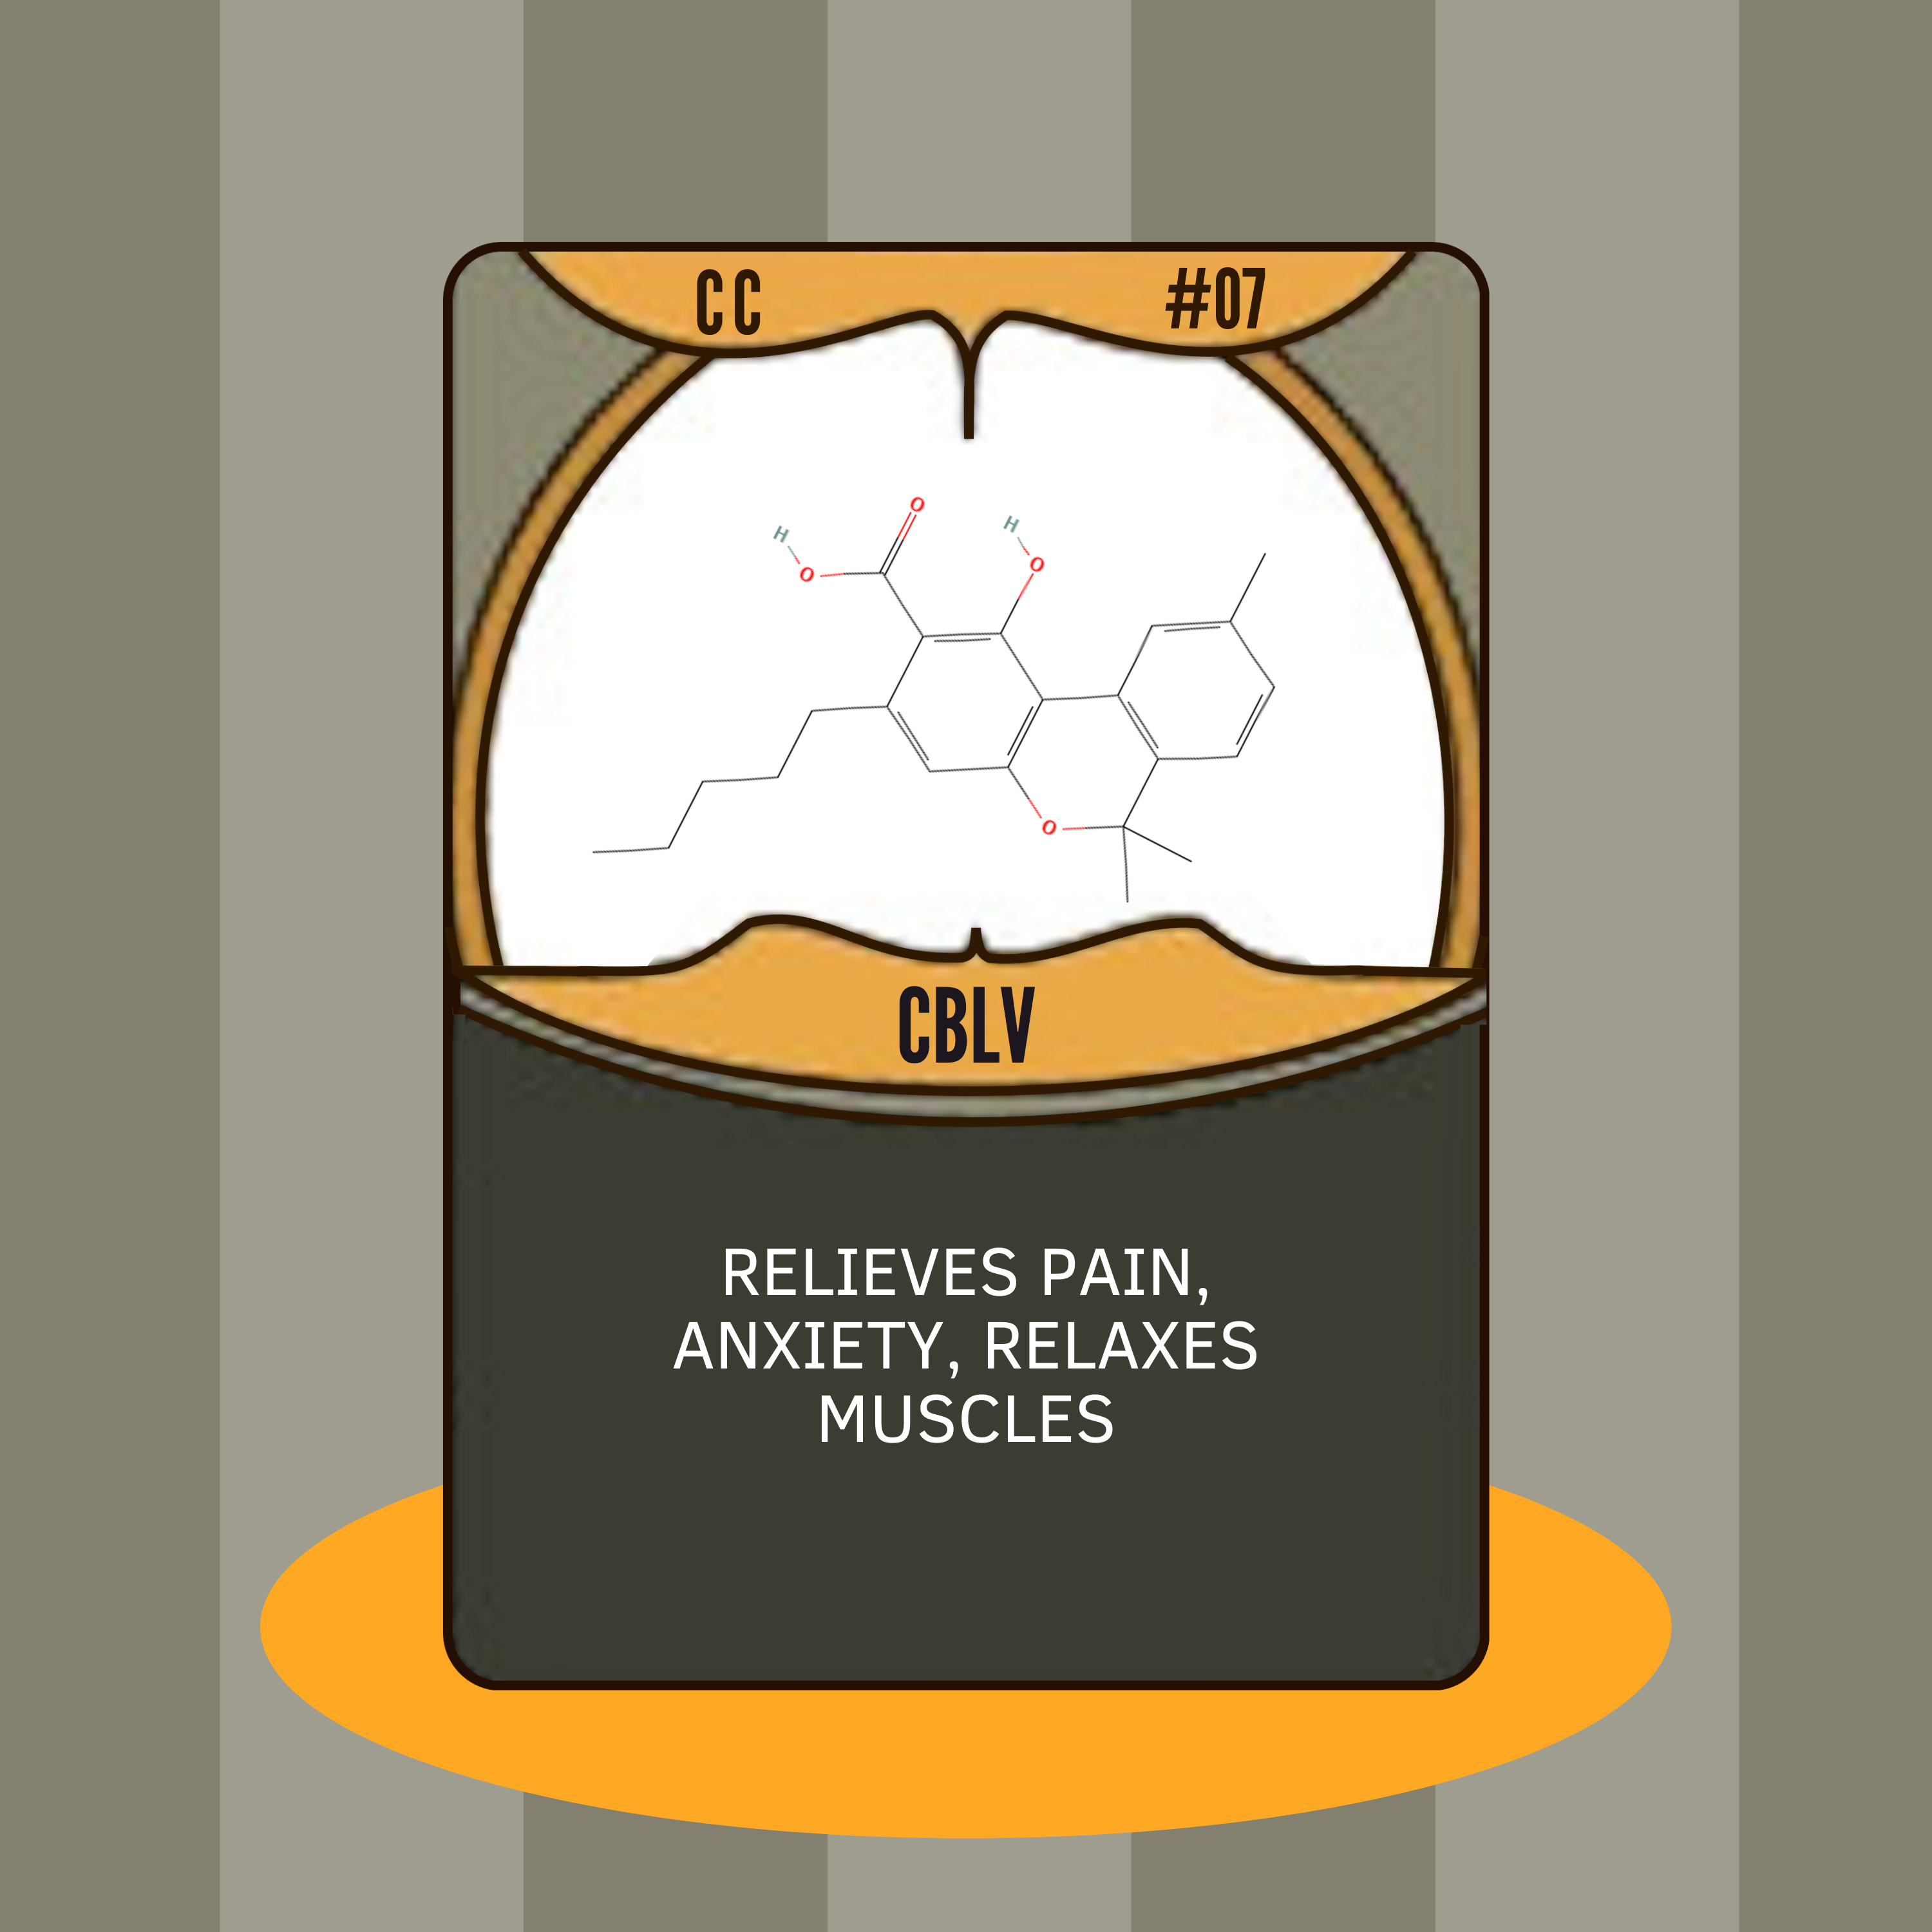 CC #07
H O O H O
O
CBLV
RELIEVES PAIN,
ANXIETY, RELAXES
MUSCLES